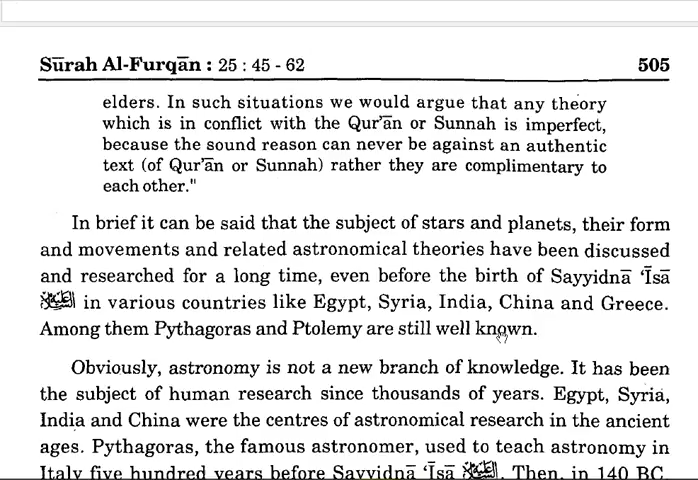 Sūrah Al-Furqān : 25 : 45 - 62 505
elders. In such situations we would argue that any theory
which is in conflict with the Qur'ān or Sunnah is imperfect,
because the sound reason can never be against an authentic
text (of Qur'ān or Sunnah) rather they are complimentary to
each other."
In brief it can be said that the subject of stars and planets, their form
and movements and related astronomical theories have been discussed
and researched for a long time, even before the birth of Sayyidnā ‘Īsā
in various countries like Egypt, Syria, India, China and Greece.
Among them Pythagoras and Ptolemy are still well known.
Obviously, astronomy is not a new branch of knowledge. It has been
the subject of human research since thousands of years. Egypt, Syria,
India and China were the centres of astronomical research in the ancient
ages. Pythagoras, the famous astronomer, used to teach astronomy in
Italy five hundred years before Sayyidnā ‘Īsā . Then, in 140 BC,